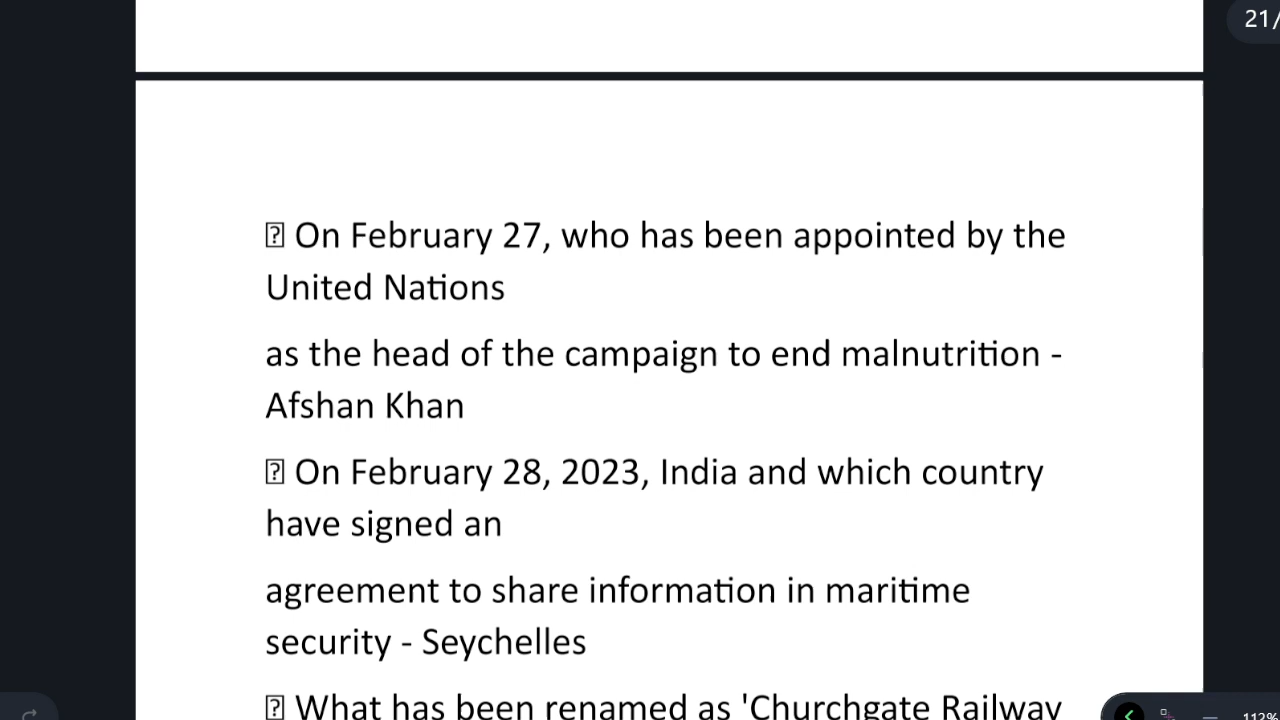 21/
⍰ On February 27, who has been appointed by the
United Nations
as the head of the campaign to end malnutrition -
Afshan Khan
⍰ On February 28, 2023, India and which country
have signed an
agreement to share information in maritime
security - Seychelles
⍰ What has been renamed as 'Churchgate Railway
112%